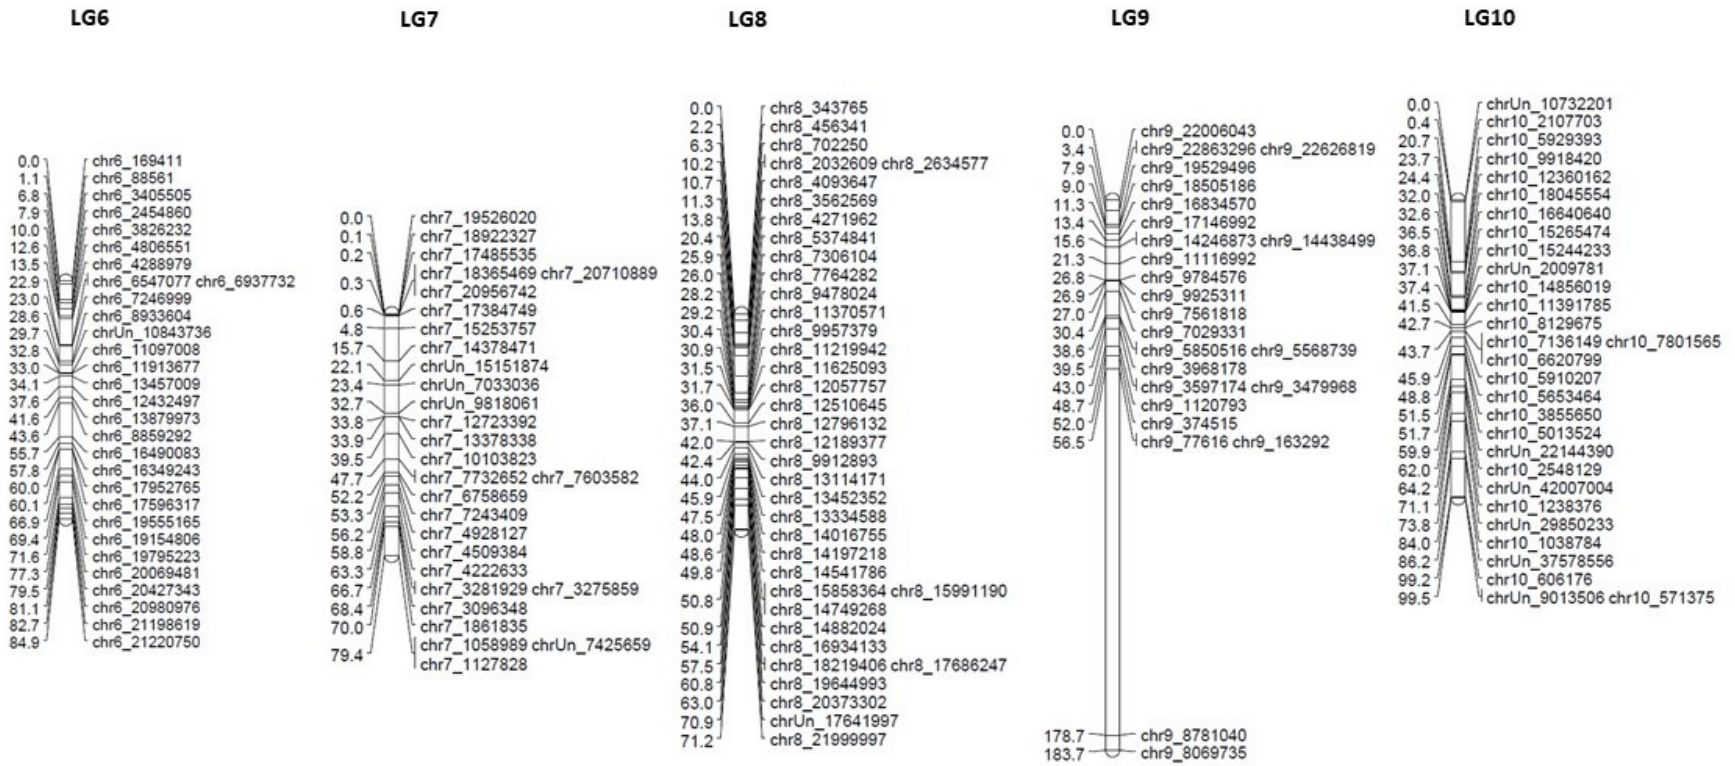 LG6
0.0 chr6_169411
1.1 chr6_88561
6.8 chr6_3405505
7.9 chr6_2454860
10.0 chr6_3826232
12.6 chr6_4806551
13.5 chr6_4288979
22.9 chr6_6547077 chr6_6937732
23.0 chr6_7246999
28.6 chr6_8933604
29.7 chrUn_10843736
32.8 chr6_11097008
33.0 chr6_11913677
34.1 chr6_13457009
37.6 chr6_12432497
41.6 chr6_13879973
43.6 chr6_8859292
55.7 chr6_16490083
57.8 chr6_16349243
60.0 chr6_17952765
60.1 chr6_17596317
66.9 chr6_19555165
69.4 chr6_19154806
71.6 chr6_19795223
77.3 chr6_20069481
79.5 chr6_20427343
81.1 chr6_20980976
82.7 chr6_21198619
84.9 chr6_21220750
LG7
0.0 chr7_19526020
0.1 chr7_18922327
0.2 chr7_17485535
chr7_18365469 chr7_20710889
0.3
chr7_20956742
0.6 chr7_17384749
4.8 chr7_15253757
15.7 chr7_14378471
22.1 chrUn_15151874
23.4 chrUn_7033036
32.7 chrUn_9818061
33.8 chr7_12723392
33.9 chr7_13378338
39.5 chr7_10103823
47.7 chr7_7732652 chr7_7603582
52.2 chr7_6758659
53.3 chr7_7243409
56.2 chr7_4928127
58.8 chr7_4509384
63.3 chr7_4222633
66.7 chr7_3281929 chr7_3275859
68.4 chr7_3096348
70.0 chr7_1861835
chr7_1058989 chrUn_7425659
79.4
chr7_1127828
LG8
0.0 chr8_343765
2.2 chr8_456341
6.3 chr8_702250
10.2 chr8_2032609 chr8_2634577
10.7 chr8_4093647
11.3 chr8_3562569
13.8 chr8_4271962
20.4 chr8_5374841
25.9 chr8_7306104
26.0 chr8_7764282
28.2 chr8_9478024
29.2 chr8_11370571
30.4 chr8_9957379
30.9 chr8_11219942
31.5 chr8_11625093
31.7 chr8_12057757
36.0 chr8_12510645
37.1 chr8_12796132
42.0 chr8_12189377
42.4 chr8_9912893
44.0 chr8_13114171
45.9 chr8_13452352
47.5 chr8_13334588
48.0 chr8_14016755
48.6 chr8_14197218
49.8 chr8_14541786
chr8_15858364 chr8_15991190
50.8
chr8_14749268
50.9 chr8_14882024
54.1 chr8_16934133
57.5 chr8_18219406 chr8_17686247
60.8 chr8_19644993
63.0 chr8_20373302
70.9 chrUn_17641997
71.2 chr8_21999997
LG9
0.0 chr9_22006043
3.4 chr9_22863296 chr9_22626819
7.9 chr9_19529496
9.0 chr9_18505186
11.3 chr9_16834570
13.4 chr9_17146992
15.6 chr9_14246873 chr9_14438499
21.3 chr9_11116992
26.8 chr9_9784576
26.9 chr9_9925311
27.0 chr9_7561818
30.4 chr9_7029331
38.6 chr9_5850516 chr9_5568739
39.5 chr9_3968178
43.0 chr9_3597174 chr9_3479968
48.7 chr9_1120793
52.0 chr9_374515
56.5 chr9_77616 chr9_163292
178.7 chr9_8781040
183.7 chr9_8069735
LG10
0.0 chrUn_10732201
0.4 chr10_2107703
20.7 chr10_5929393
23.7 chr10_9918420
24.4 chr10_12360162
32.0 chr10_18045554
32.6 chr10_16640640
36.5 chr10_15265474
36.8 chr10_15244233
37.1 chrUn_2009781
37.4 chr10_14856019
41.5 chr10_11391785
42.7 chr10_8129675
chr10_7136149 chr10_7801565
43.7
chr10_6620799
45.9 chr10_5910207
48.8 chr10_5653464
51.5 chr10_3855650
51.7 chr10_5013524
59.9 chrUn_22144390
62.0 chr10_2548129
64.2 chrUn_42007004
71.1 chr10_1238376
73.8 chrUn_29850233
84.0 chr10_1038784
86.2 chrUn_37578556
99.2 chr10_606176
99.5 chrUn_9013506 chr10_571375